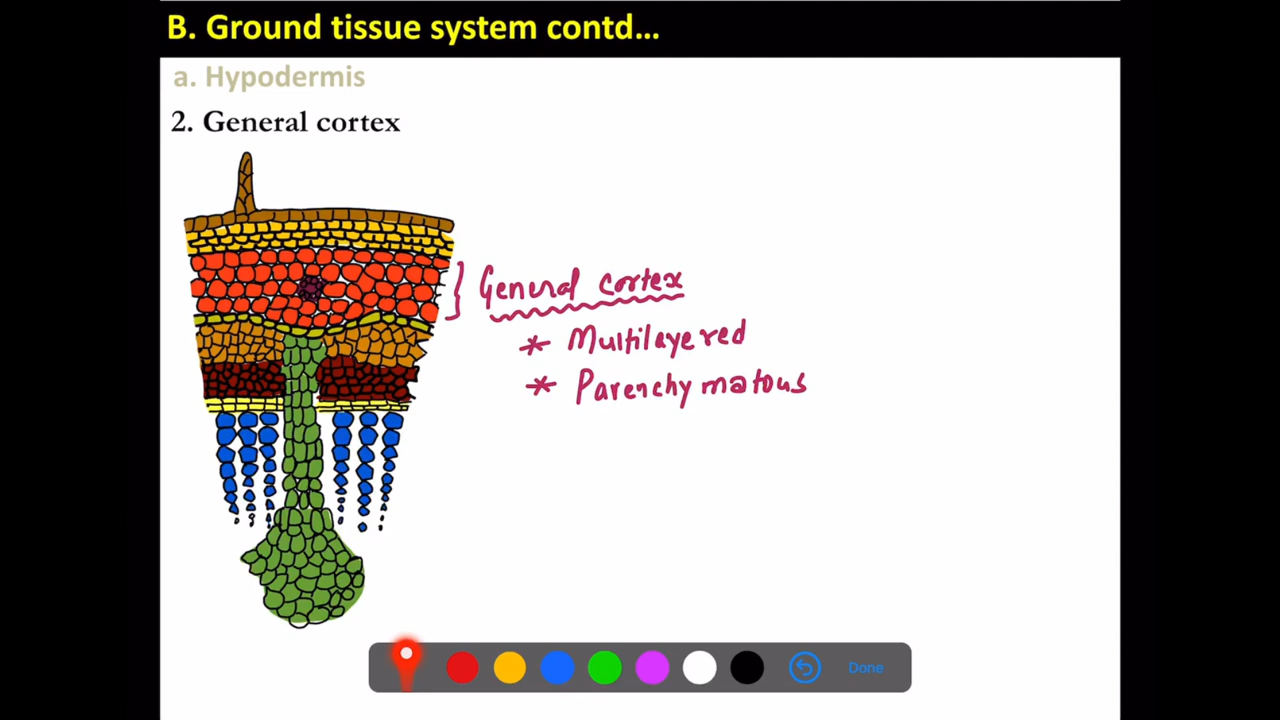 B. Ground tissue system contd...
a. Hypodermis
2. General cortex
General cortex
* Multilayered
* Parenchymatous
Done